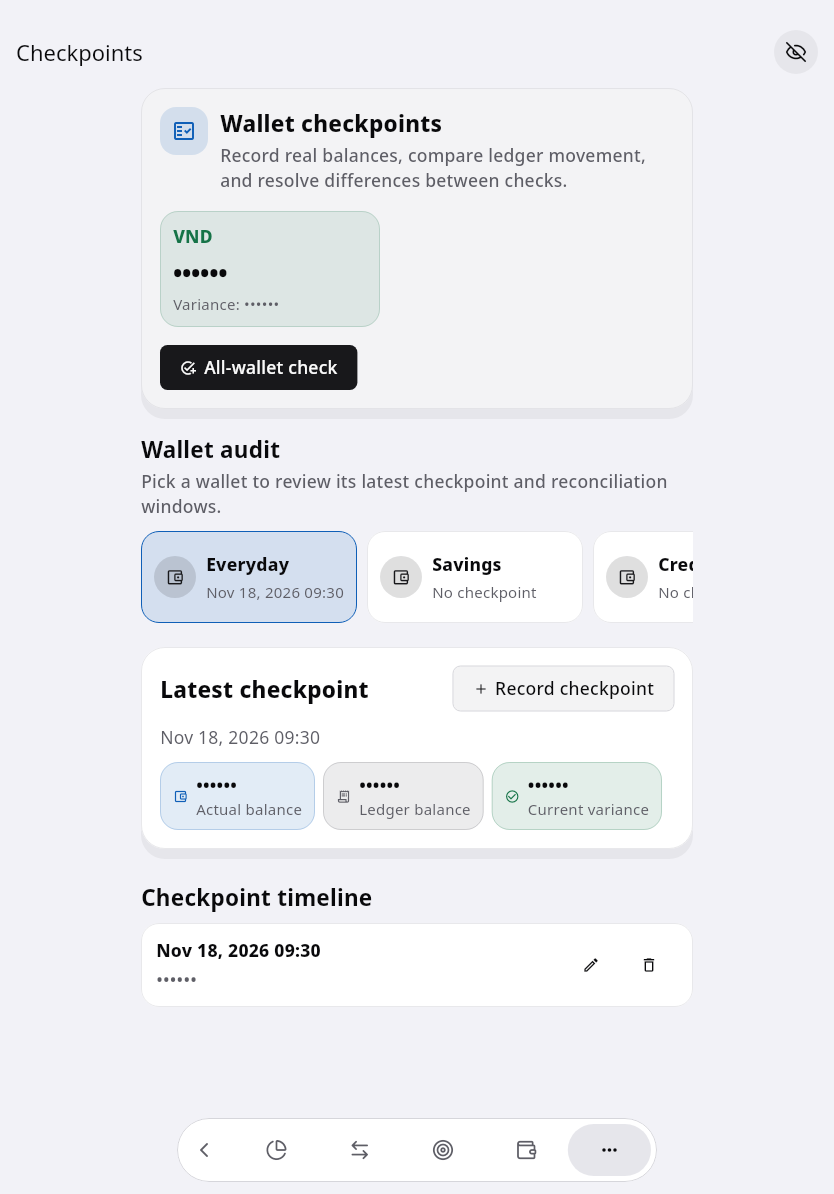 Checkpoints
Wallet checkpoints
Record real balances, compare ledger movement,
and resolve differences between checks.
VND
••••••
Variance: ••••••
All-wallet check
Wallet audit
Pick a wallet to review its latest checkpoint and reconciliation
windows.
Everyday
Nov 18, 2026 09:30
Savings
No checkpoint
Latest checkpoint
Record checkpoint
Nov 18, 2026 09:30
••••••
Actual balance
••••••
Ledger balance
••••••
Current variance
Checkpoint timeline
Nov 18, 2026 09:30
••••••